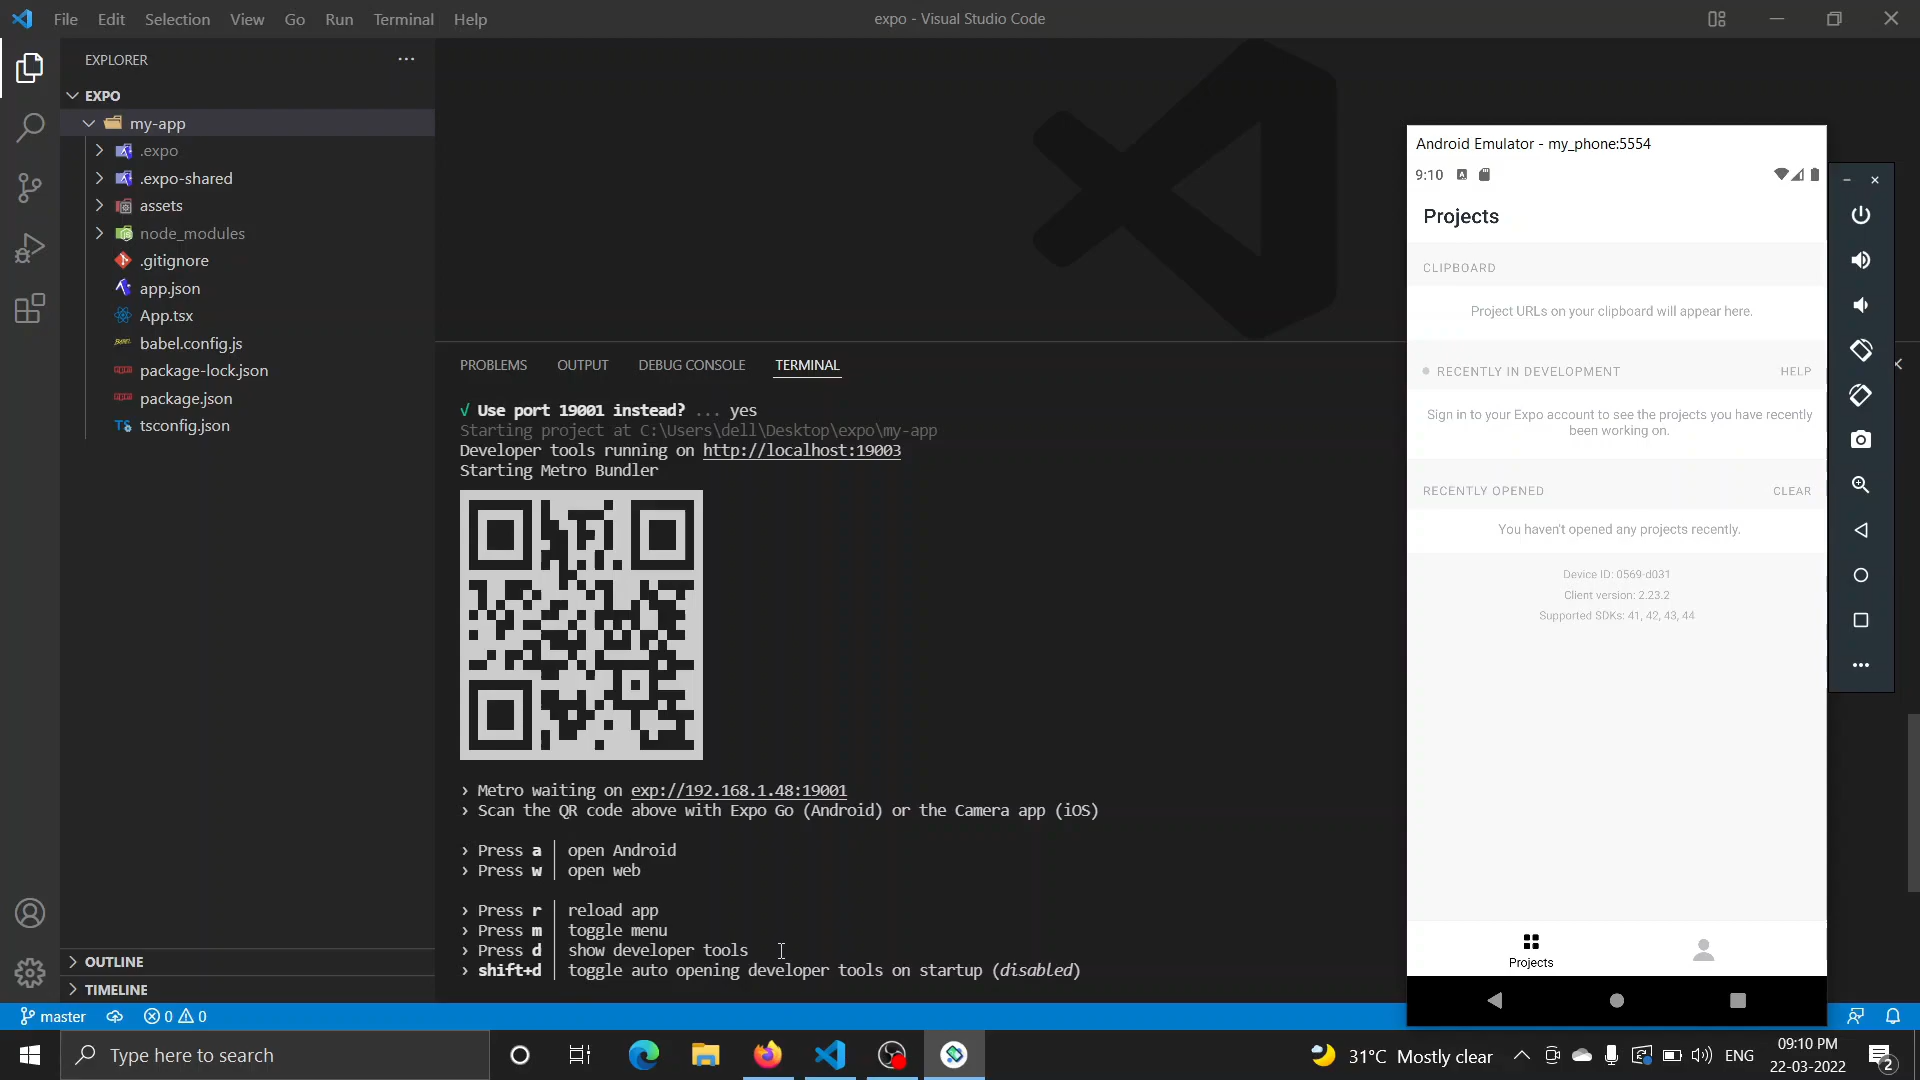 File Edit Selection View Go Run Terminal Help
expo - Visual Studio Code
EXPLORER
EXPO
my-app
.expo
.expo-shared
assets
node_modules
.gitignore
app.json
App.tsx
babel.config.js
package-lock.json
package.json
TS tsconfig.json
OUTLINE
TIMELINE
PROBLEMS OUTPUT DEBUG CONSOLE TERMINAL
√ Use port 19001 instead? ... yes
Starting project at C:\Users\dell\Desktop\expo\my-app
Developer tools running on http://localhost:19003
Starting Metro Bundler
› Metro waiting on exp://192.168.1.48:19001
› Scan the QR code above with Expo Go (Android) or the Camera app (iOS)
› Press a │ open Android
› Press w │ open web
› Press r │ reload app
› Press m │ toggle menu
› Press d │ show developer tools
› shift+d │ toggle auto opening developer tools on startup (disabled)
Android Emulator - my_phone:5554
9:10
Projects
CLIPBOARD
Project URLs on your clipboard will appear here.
RECENTLY IN DEVELOPMENT HELP
Sign in to your Expo account to see the projects you have recently
been working on.
RECENTLY OPENED CLEAR
You haven't opened any projects recently.
Device ID: 0569-d031
Client version: 2.23.2
Supported SDKs: 41, 42, 43, 44
Projects
master 0 0
Type here to search
31°C Mostly clear
ENG
09:10 PM
22-03-2022
2